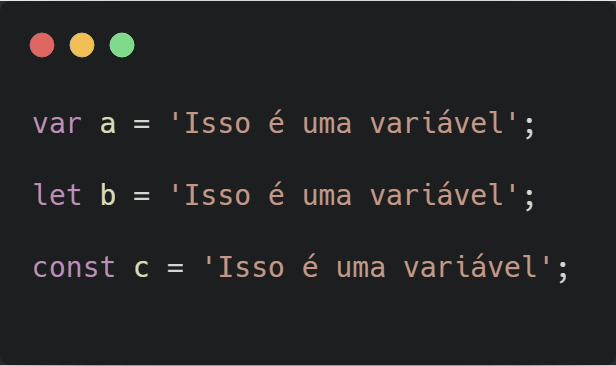 var a = 'Isso é uma variável';
let b = 'Isso é uma variável';
const c = 'Isso é uma variável';